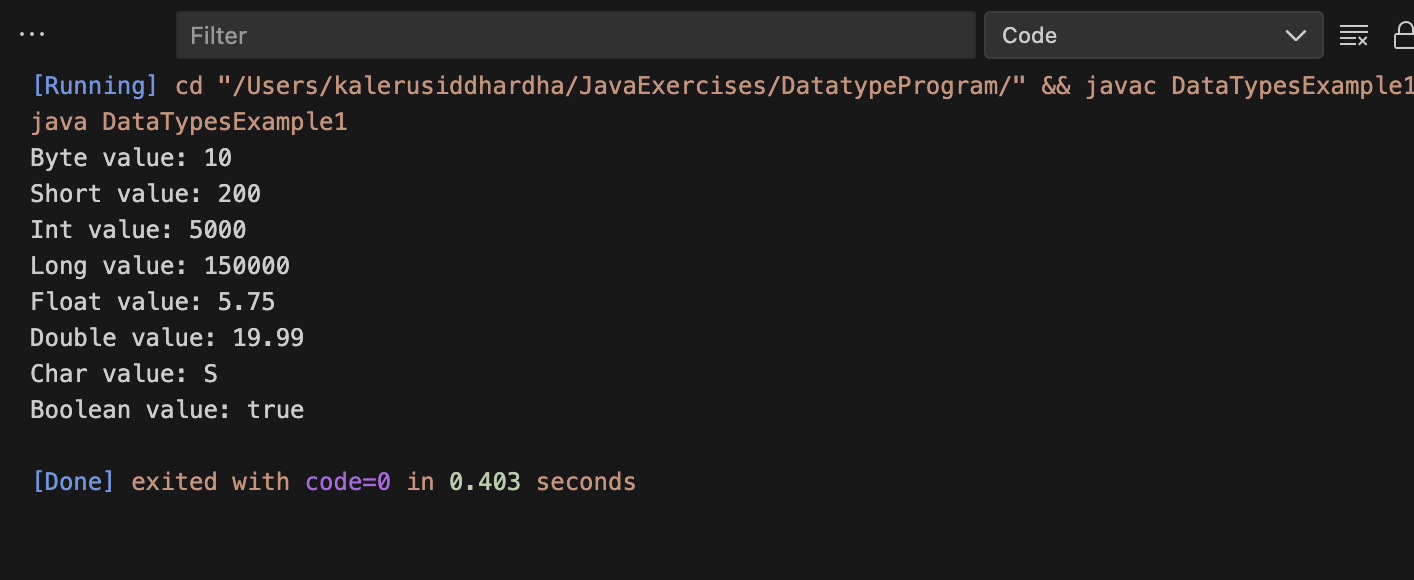 ...
Filter
Code
[Running] cd "/Users/kalerusiddhardha/JavaExercises/DatatypeProgram/" && javac DataTypesExample1
java DataTypesExample1
Byte value: 10
Short value: 200
Int value: 5000
Long value: 150000
Float value: 5.75
Double value: 19.99
Char value: S
Boolean value: true
[Done] exited with code=0 in 0.403 seconds